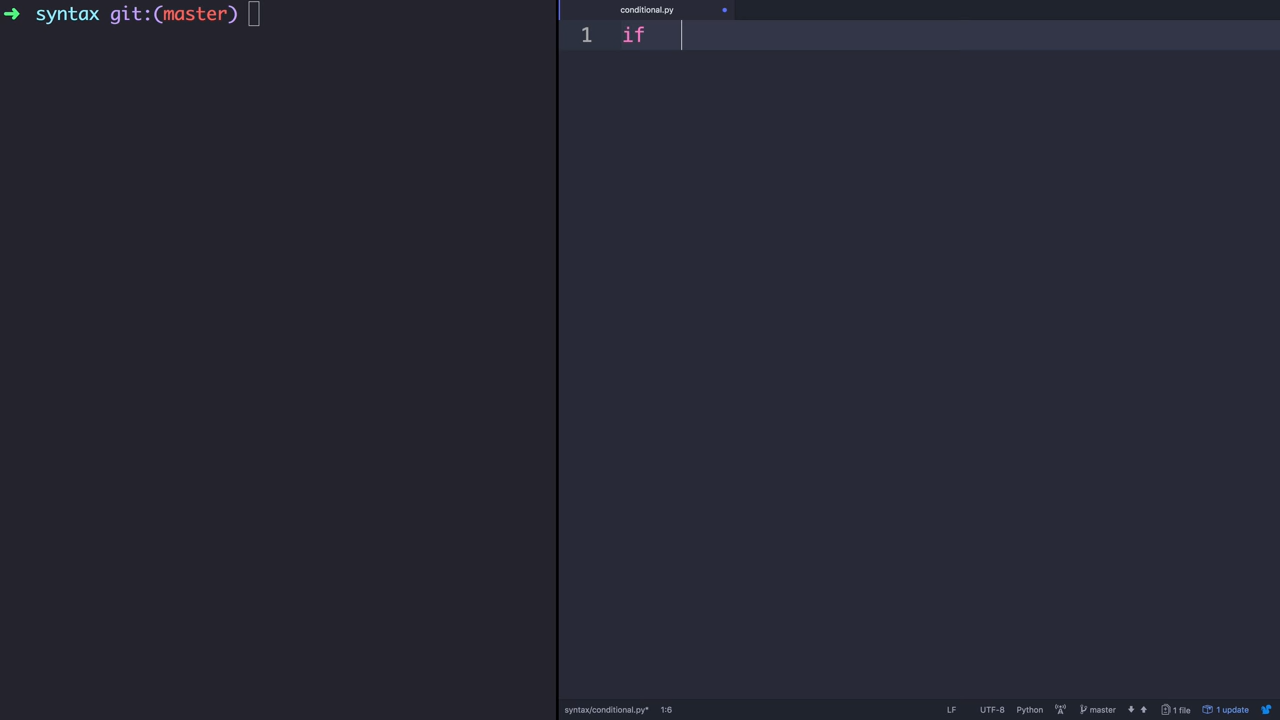 ➜ syntax git:(master)
conditional.py
1 if
syntax/conditional.py* 1:6 LF UTF-8 Python master 1 file 1 update